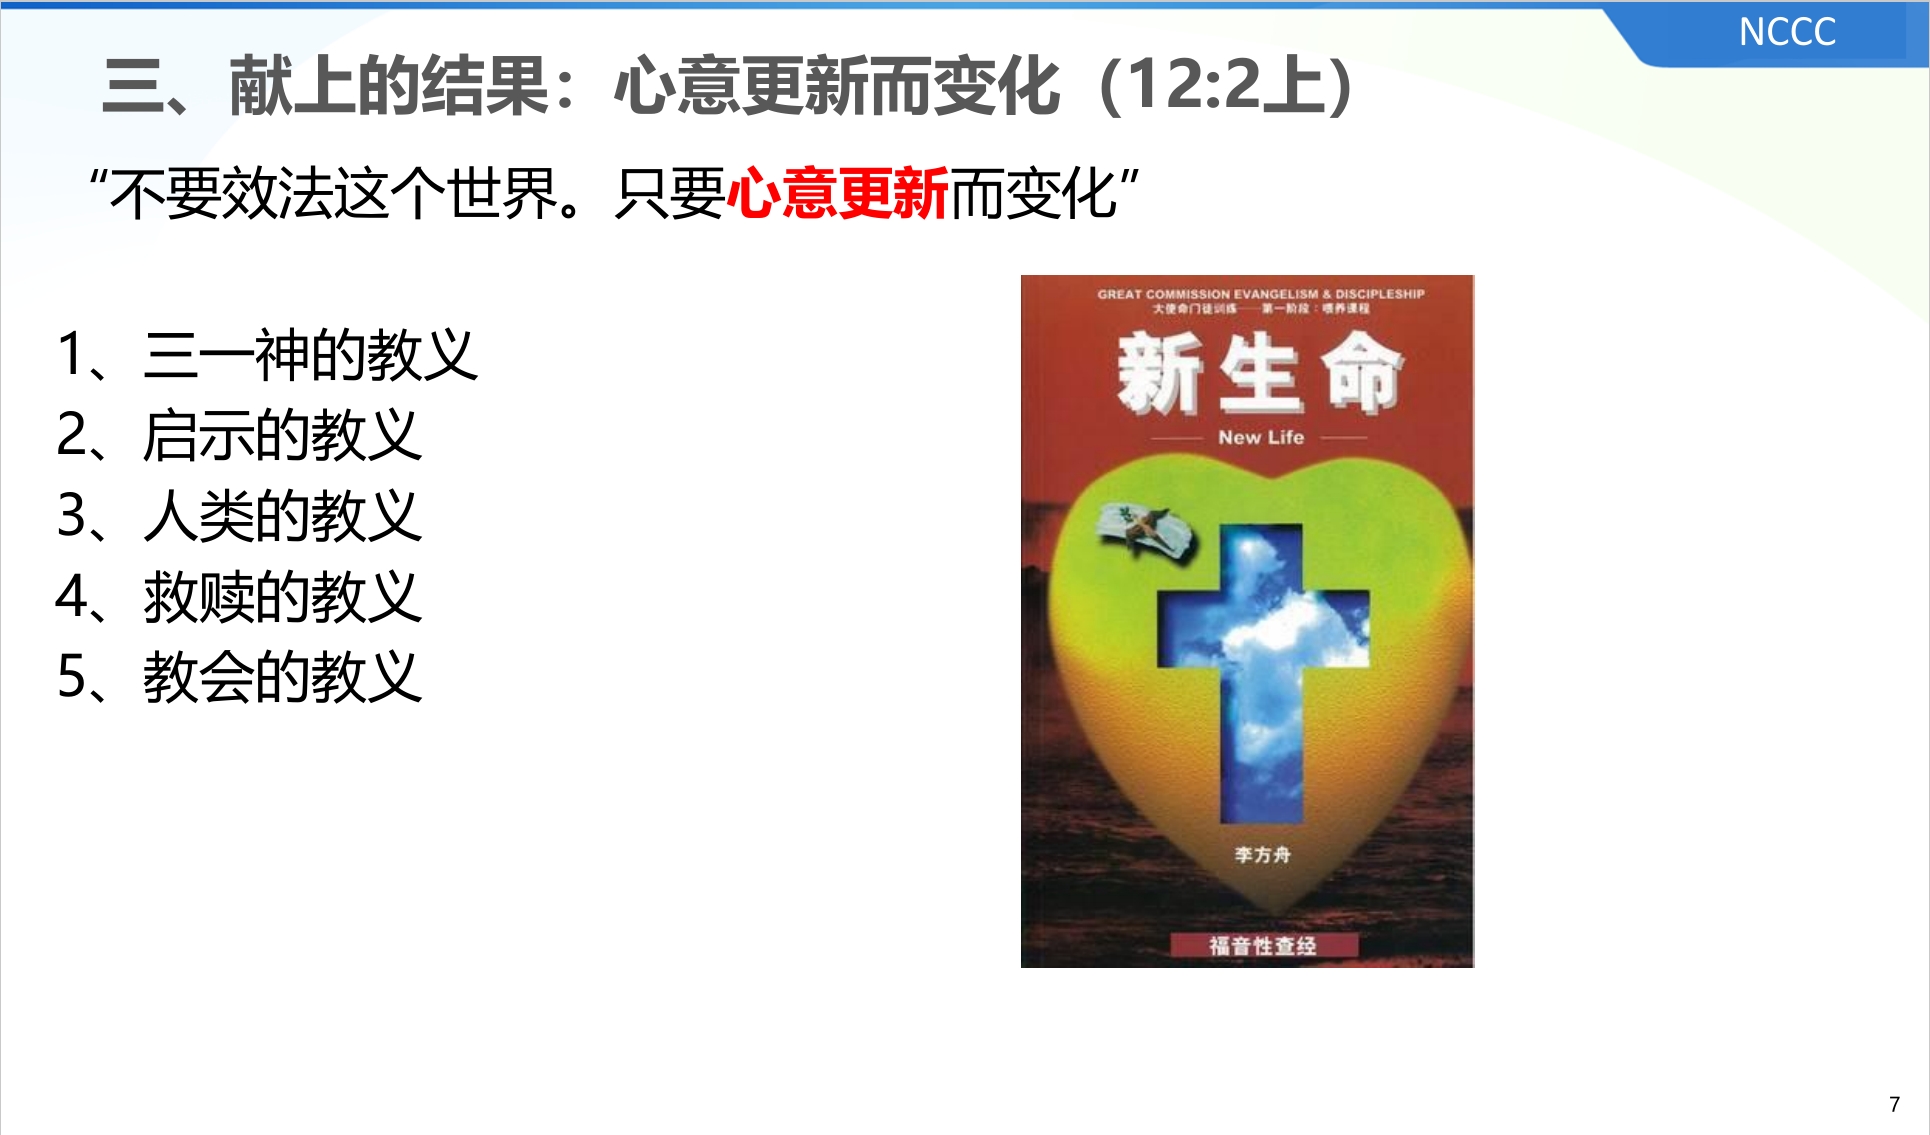 NCCC
三、献上的结果：心意更新而变化（12:2上）
“不要效法这个世界。只要心意更新而变化”
1、三一神的教义
2、启示的教义
3、人类的教义
4、救赎的教义
5、教会的教义
GREAT COMMISSION EVANGELISM & DISCIPLESHIP
大使命门徒训练——第一阶段：喂养课程
新生命
New Life
李方舟
福音性查经
7